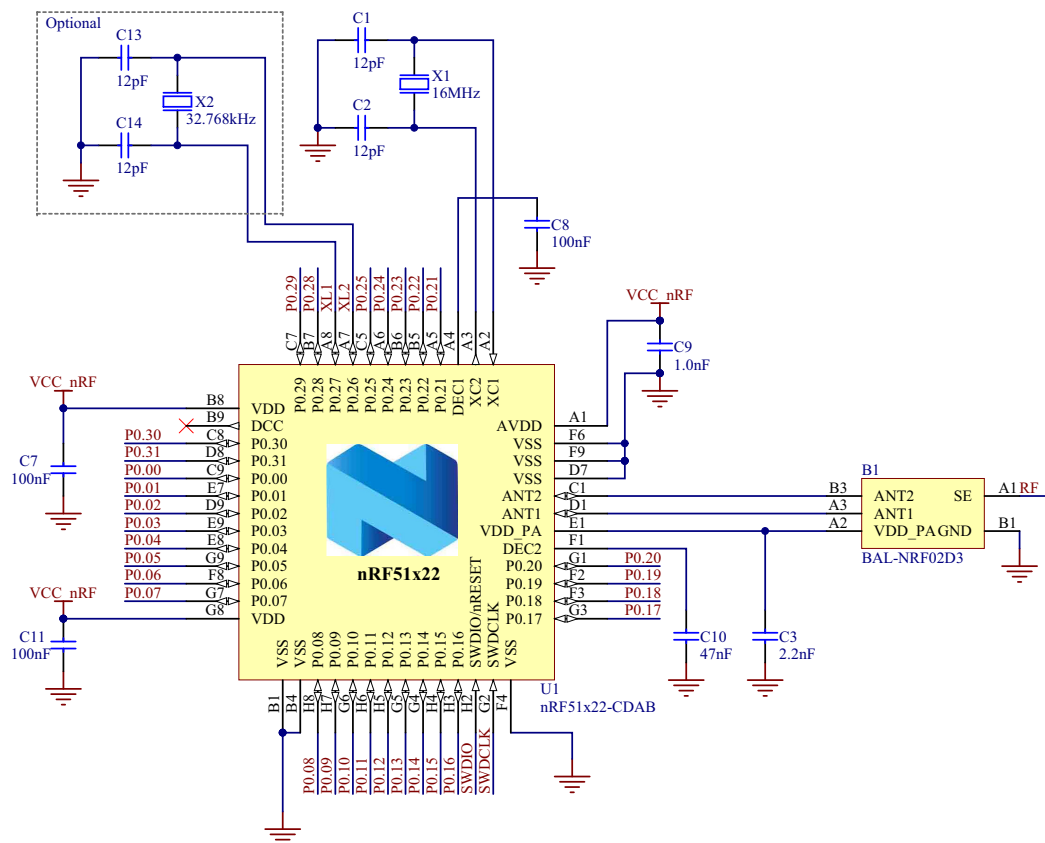 Optional
C13
12pF
X2
32.768kHz
C14
12pF
C1
12pF
X1
16MHz
C2
12pF
C8
100nF
P0.29
P0.28
XL1
XL2
P0.25
P0.24
P0.23
P0.22
P0.21
C7
B7
A8
A7
C5
A6
B6
B5
A5
A4
A3
A2
P0.29
P0.28
P0.27
P0.26
P0.25
P0.24
P0.23
P0.22
P0.21
DEC1
XC2
XC1
VCC_nRF
C9
1.0nF
VCC_nRF
C7
100nF
B8 VDD
B9 DCC
P0.30 C8 P0.30
P0.31 D8 P0.31
P0.00 C9 P0.00
P0.01 E7 P0.01
P0.02 D9 P0.02
P0.03 E9 P0.03
P0.04 E8 P0.04
P0.05 G9 P0.05
P0.06 F8 P0.06
P0.07 G7 P0.07
G8 VDD
VCC_nRF
C11
100nF
nRF51x22
AVDD A1
VSS F6
VSS F9
VSS D7
ANT2 C1
ANT1 D1
VDD_PA E1
DEC2 F1
P0.20 G1 P0.20
P0.19 F2 P0.19
P0.18 F3 P0.18
P0.17 G3 P0.17
B1
B3 ANT2 SE A1 RF
A3 ANT1
A2 VDD_PA GND B1
BAL-NRF02D3
C10
47nF
C3
2.2nF
VSS
VSS
P0.08
P0.09
P0.10
P0.11
P0.12
P0.13
P0.14
P0.15
P0.16
SWDIO/nRESET
SWDCLK
VSS
U1
nRF51x22-CDAB
B1
B4
H8
H7
G6
H6
H5
G5
G4
H4
H3
H2
G2
F4
P0.08
P0.09
P0.10
P0.11
P0.12
P0.13
P0.14
P0.15
P0.16
SWDIO
SWDCLK